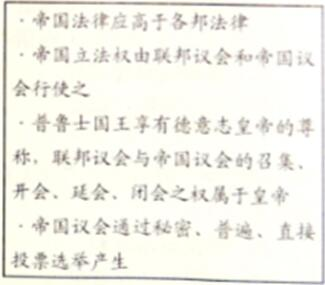 ·帝国法律应高于各邦法律
·帝国立法权由联邦议会和帝国议
会行使之
·普鲁士国王享有德意志皇帝的尊
称,联邦议会与帝国议会的召集、
开会、延会、闭会之权属于皇帝
·帝国议会通过秘密、普遍、直接
投票选举产生